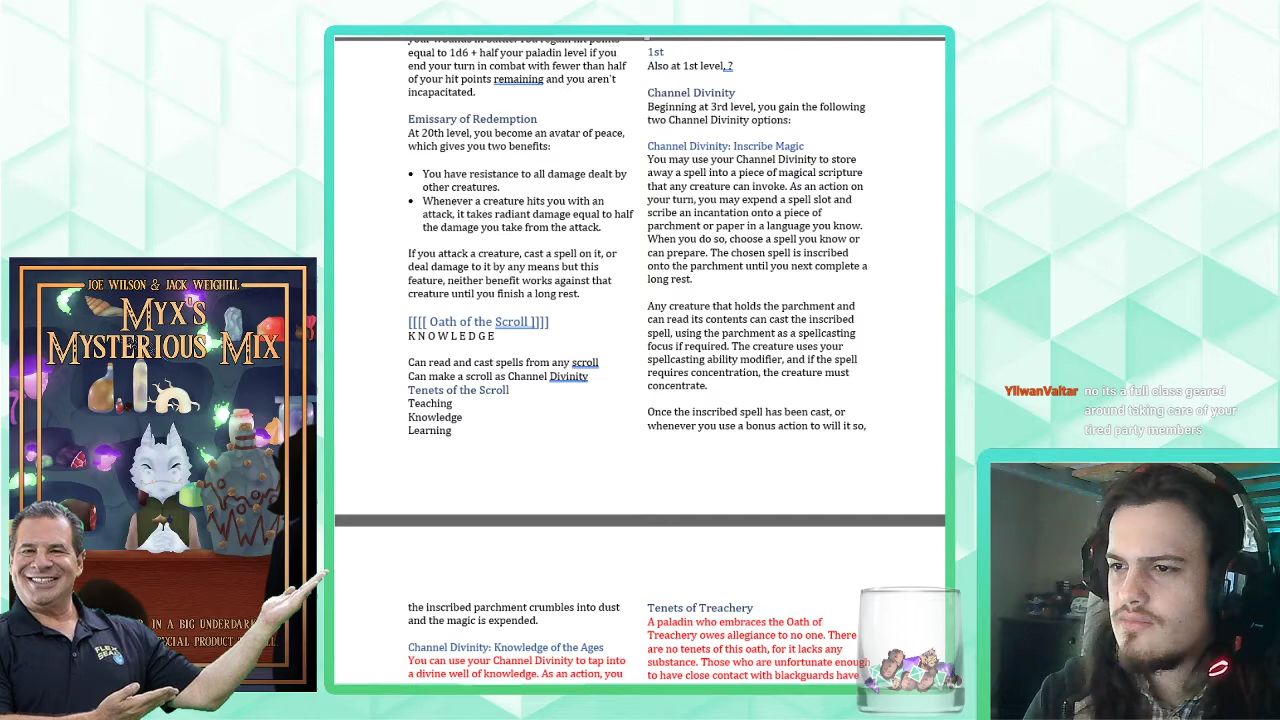 your wounds in battle. You regain hit points
equal to 1d6 + half your paladin level if you
end your turn in combat with fewer than half
of your hit points remaining and you aren't
incapacitated.
Emissary of Redemption
At 20th level, you become an avatar of peace,
which gives you two benefits:
• You have resistance to all damage dealt by
other creatures.
• Whenever a creature hits you with an
attack, it takes radiant damage equal to half
the damage you take from the attack.
If you attack a creature, cast a spell on it, or
deal damage to it by any means but this
feature, neither benefit works against that
creature until you finish a long rest.
[[[[ Oath of the Scroll ]]]]
K N O W L E D G E
Can read and cast spells from any scroll
Can make a scroll as Channel Divinity
Tenets of the Scroll
Teaching
Knowledge
Learning
1st
Also at 1st level, ?
Channel Divinity
Beginning at 3rd level, you gain the following
two Channel Divinity options:
Channel Divinity: Inscribe Magic
You may use your Channel Divinity to store
away a spell into a piece of magical scripture
that any creature can invoke. As an action on
your turn, you may expend a spell slot and
scribe an incantation onto a piece of
parchment or paper in a language you know.
When you do so, choose a spell you know or
can prepare. The chosen spell is inscribed
onto the parchment until you next complete a
long rest.
Any creature that holds the parchment and
can read its contents can cast the inscribed
spell, using the parchment as a spellcasting
focus if required. The creature uses your
spellcasting ability modifier, and if the spell
requires concentration, the creature must
concentrate.
Once the inscribed spell has been cast, or
whenever you use a bonus action to will it so,
the inscribed parchment crumbles into dust
and the magic is expended.
Channel Divinity: Knowledge of the Ages
You can use your Channel Divinity to tap into
a divine well of knowledge. As an action, you
Tenets of Treachery
A paladin who embraces the Oath of
Treachery owes allegiance to no one. There
are no tenets of this oath, for it lacks any
substance. Those who are unfortunate enough
to have close contact with blackguards have
JOE WILSON & JACK WEIGHILL
MYX'S
MYSTERIOUS MIX
IN A BIG UNDERDARK
SPECIAL PRODUCT
FLEX
SEAL
YliwanValtar no its a full class geared
around taking care of your
tired party members